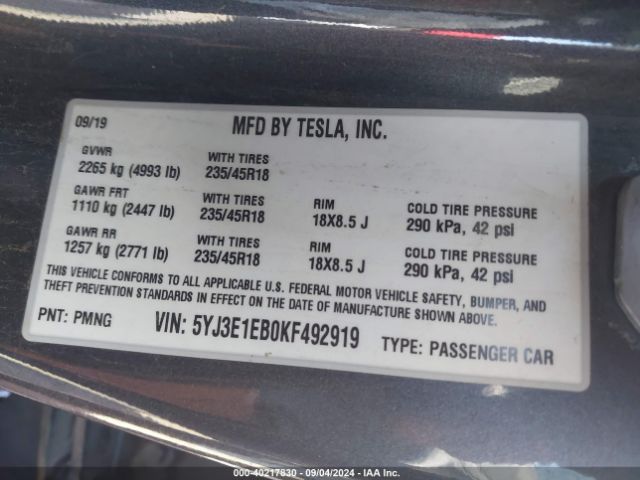 09/19 MFD BY TESLA, INC.
GVWR WITH TIRES
2265 kg (4993 lb) 235/45R18
GAWR FRT WITH TIRES RIM COLD TIRE PRESSURE
1110 kg (2447 lb) 235/45R18 18X8.5 J 290 kPa, 42 psi
GAWR RR WITH TIRES RIM COLD TIRE PRESSURE
1257 kg (2771 lb) 235/45R18 18X8.5 J 290 kPa, 42 psi
THIS VEHICLE CONFORMS TO ALL APPLICABLE U.S. FEDERAL MOTOR VEHICLE SAFETY, BUMPER, AND
THEFT PREVENTION STANDARDS IN EFFECT ON THE DATE OF MANUFACTURE SHOWN ABOVE.
PNT: PMNG VIN: 5YJ3E1EB0KF492919 TYPE: PASSENGER CAR
000-40217830 - 09/04/2024 - IAA Inc.